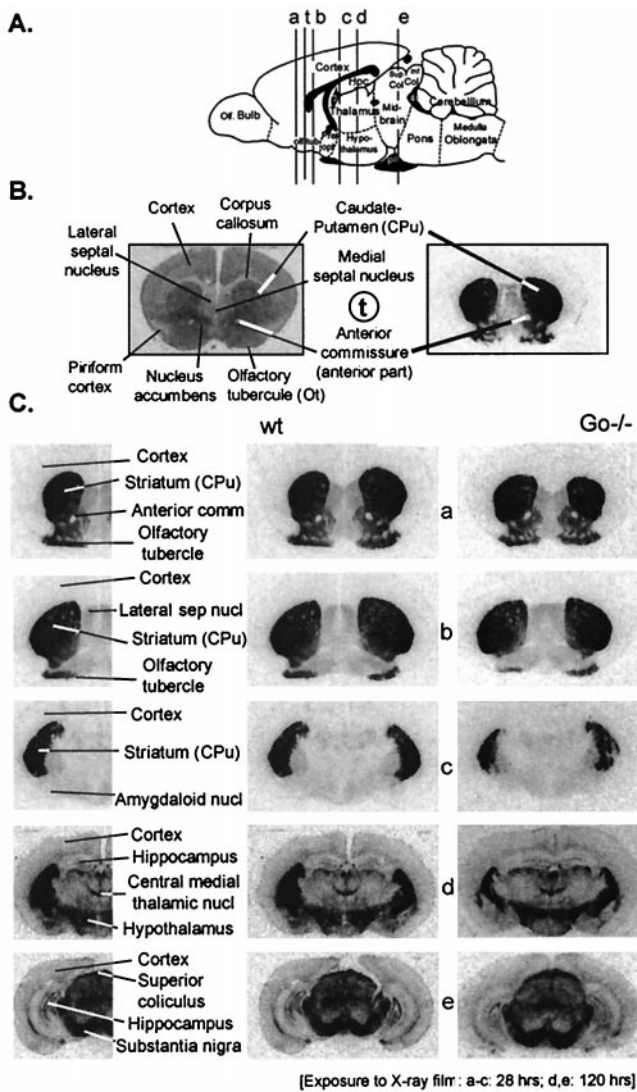 A.
a t b c d e
Cortex
Hpc
Sup
Col
Inf
Col
Cerebellum
Thalamus
Mid-
brain
Olf. Bulb
olf tub
Pre
opt
Hypo-
thalamus
Pons
Medulla
Oblongata
B.
Cortex
Corpus
callosum
Caudate-
Putamen (CPu)
Lateral
septal
nucleus
Medial
septal nucleus
t
Anterior
commissure
(anterior part)
Piriform
cortex
Nucleus
accumbens
Olfactory
tubercule (Ot)
C.
wt
Go-/-
Cortex
Striatum (CPu)
Anterior comm
Olfactory
tubercle
a
Cortex
Lateral sep nucl
Striatum (CPu)
Olfactory
tubercle
b
Cortex
Striatum (CPu)
Amygdaloid nucl
c
Cortex
Hippocampus
Central medial
thalamic nucl
Hypothalamus
d
Cortex
Superior
coliculus
Hippocampus
Substantia nigra
e
[Exposure to X-ray film: a-c: 28 hrs; d,e: 120 hrs]